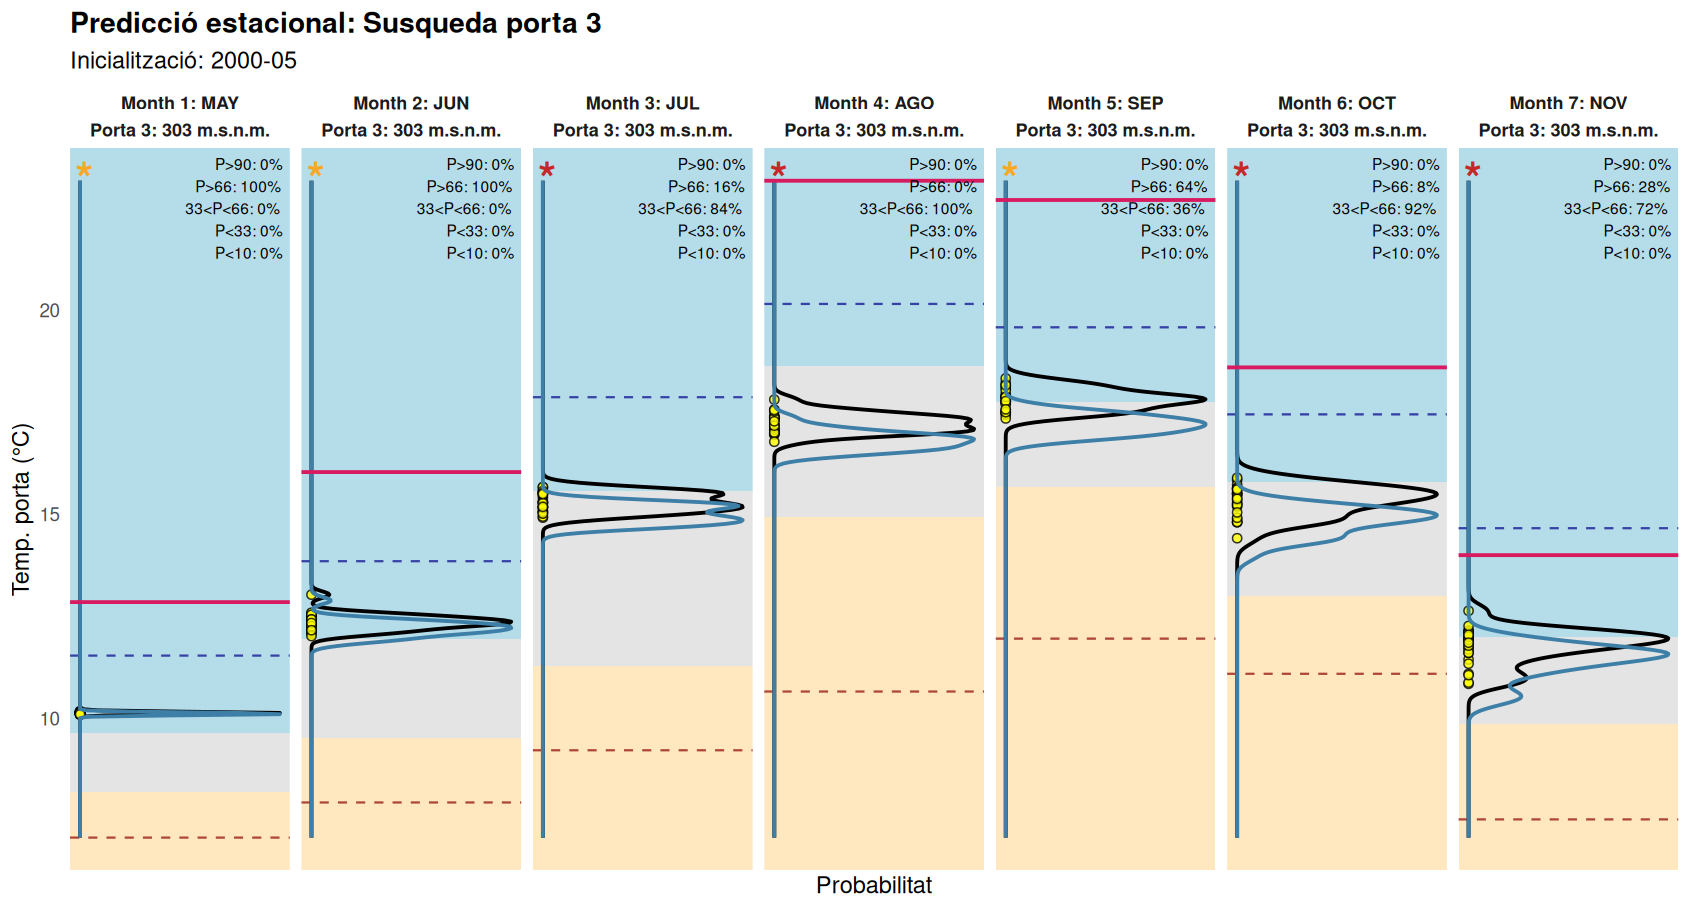 Predicció estacional: Susqueda porta 3
Inicialització: 2000-05
Month 1: MAY
Porta 3: 303 m.s.n.m.
Month 2: JUN
Porta 3: 303 m.s.n.m.
Month 3: JUL
Porta 3: 303 m.s.n.m.
Month 4: AGO
Porta 3: 303 m.s.n.m.
Month 5: SEP
Porta 3: 303 m.s.n.m.
Month 6: OCT
Porta 3: 303 m.s.n.m.
Month 7: NOV
Porta 3: 303 m.s.n.m.
*
P>90: 0%
P>66: 100%
33<P<66: 0%
P<33: 0%
P<10: 0%
*
P>90: 0%
P>66: 100%
33<P<66: 0%
P<33: 0%
P<10: 0%
*
P>90: 0%
P>66: 16%
33<P<66: 84%
P<33: 0%
P<10: 0%
*
P>90: 0%
P>66: 0%
33<P<66: 100%
P<33: 0%
P<10: 0%
*
P>90: 0%
P>66: 64%
33<P<66: 36%
P<33: 0%
P<10: 0%
*
P>90: 0%
P>66: 8%
33<P<66: 92%
P<33: 0%
P<10: 0%
*
P>90: 0%
P>66: 28%
33<P<66: 72%
P<33: 0%
P<10: 0%
20
15
10
Temp. porta (°C)
Probabilitat